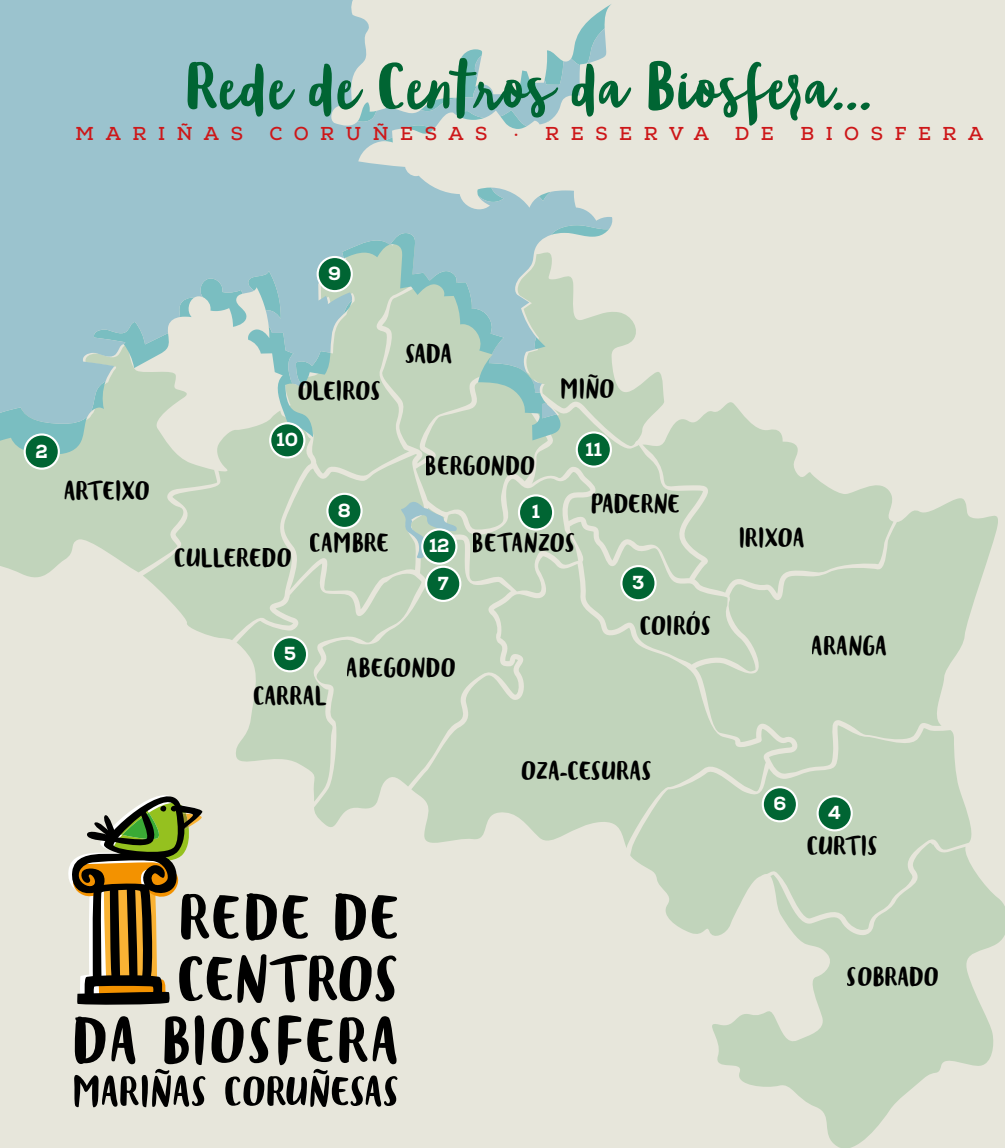 Rede de Centros da Biosfera...
MARIÑAS CORUÑESAS · RESERVA DE BIOSFERA
9
SADA
OLEIROS
MIÑO
2
10
11
ARTEIXO
BERGONDO
PADERNE
8
1
CAMBRE
12
BETANZOS
IRIXOA
CULLEREDO
7
3
COIRÓS
5
ABEGONDO
ARANGA
CARRAL
OZA-CESURAS
6
4
CURTIS
SOBRADO
REDE DE
CENTROS
DA BIOSFERA
MARIÑAS CORUÑESAS